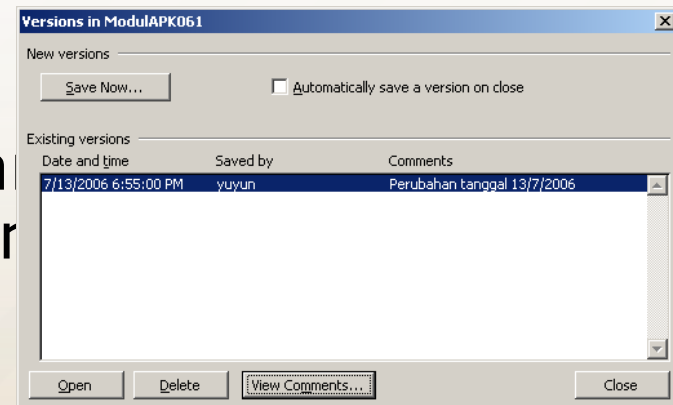 Versions in ModulAPK061
New versions
Save Now...
Automatically save a version on close
Existing versions
Date and time Saved by Comments
7/13/2006 6:55:00 PM yuyun Perubahan tanggal 13/7/2006
Open Delete View Comments... Close